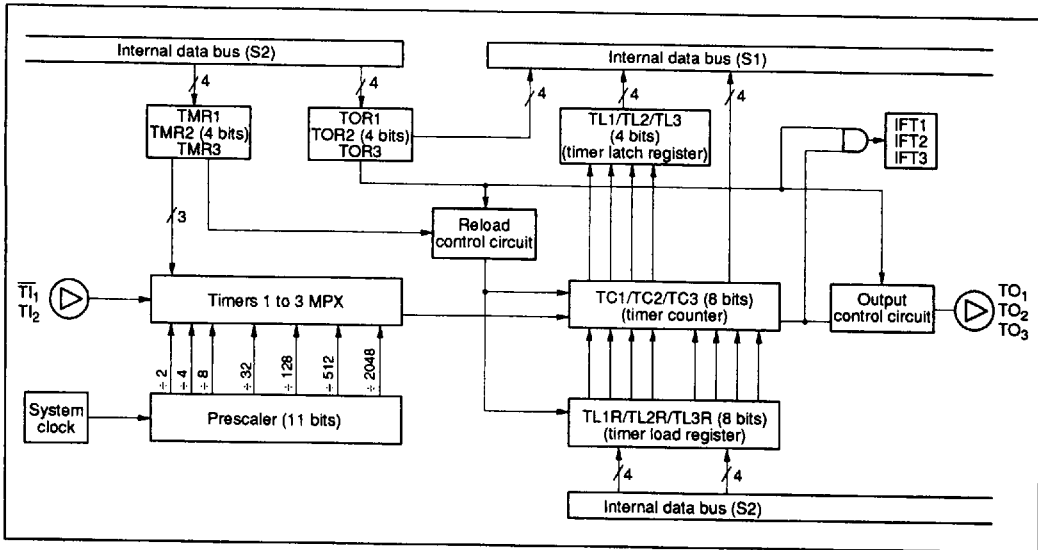 Internal data bus (S2)
Internal data bus (S1)
4
4
4
4
4
TMR1
TMR2 (4 bits)
TMR3
TOR1
TOR2 (4 bits)
TOR3
TL1/TL2/TL3
(4 bits)
(timer latch register)
IFT1
IFT2
IFT3
3
Reload
control circuit
TI1
TI2
Timers 1 to 3 MPX
TC1/TC2/TC3 (8 bits)
(timer counter)
Output
control circuit
TO1
TO2
TO3
÷ 2
÷ 4
÷ 8
÷ 32
÷ 128
÷ 512
÷ 2048
System
clock
Prescaler (11 bits)
TL1R/TL2R/TL3R (8 bits)
(timer load register)
4
4
Internal data bus (S2)